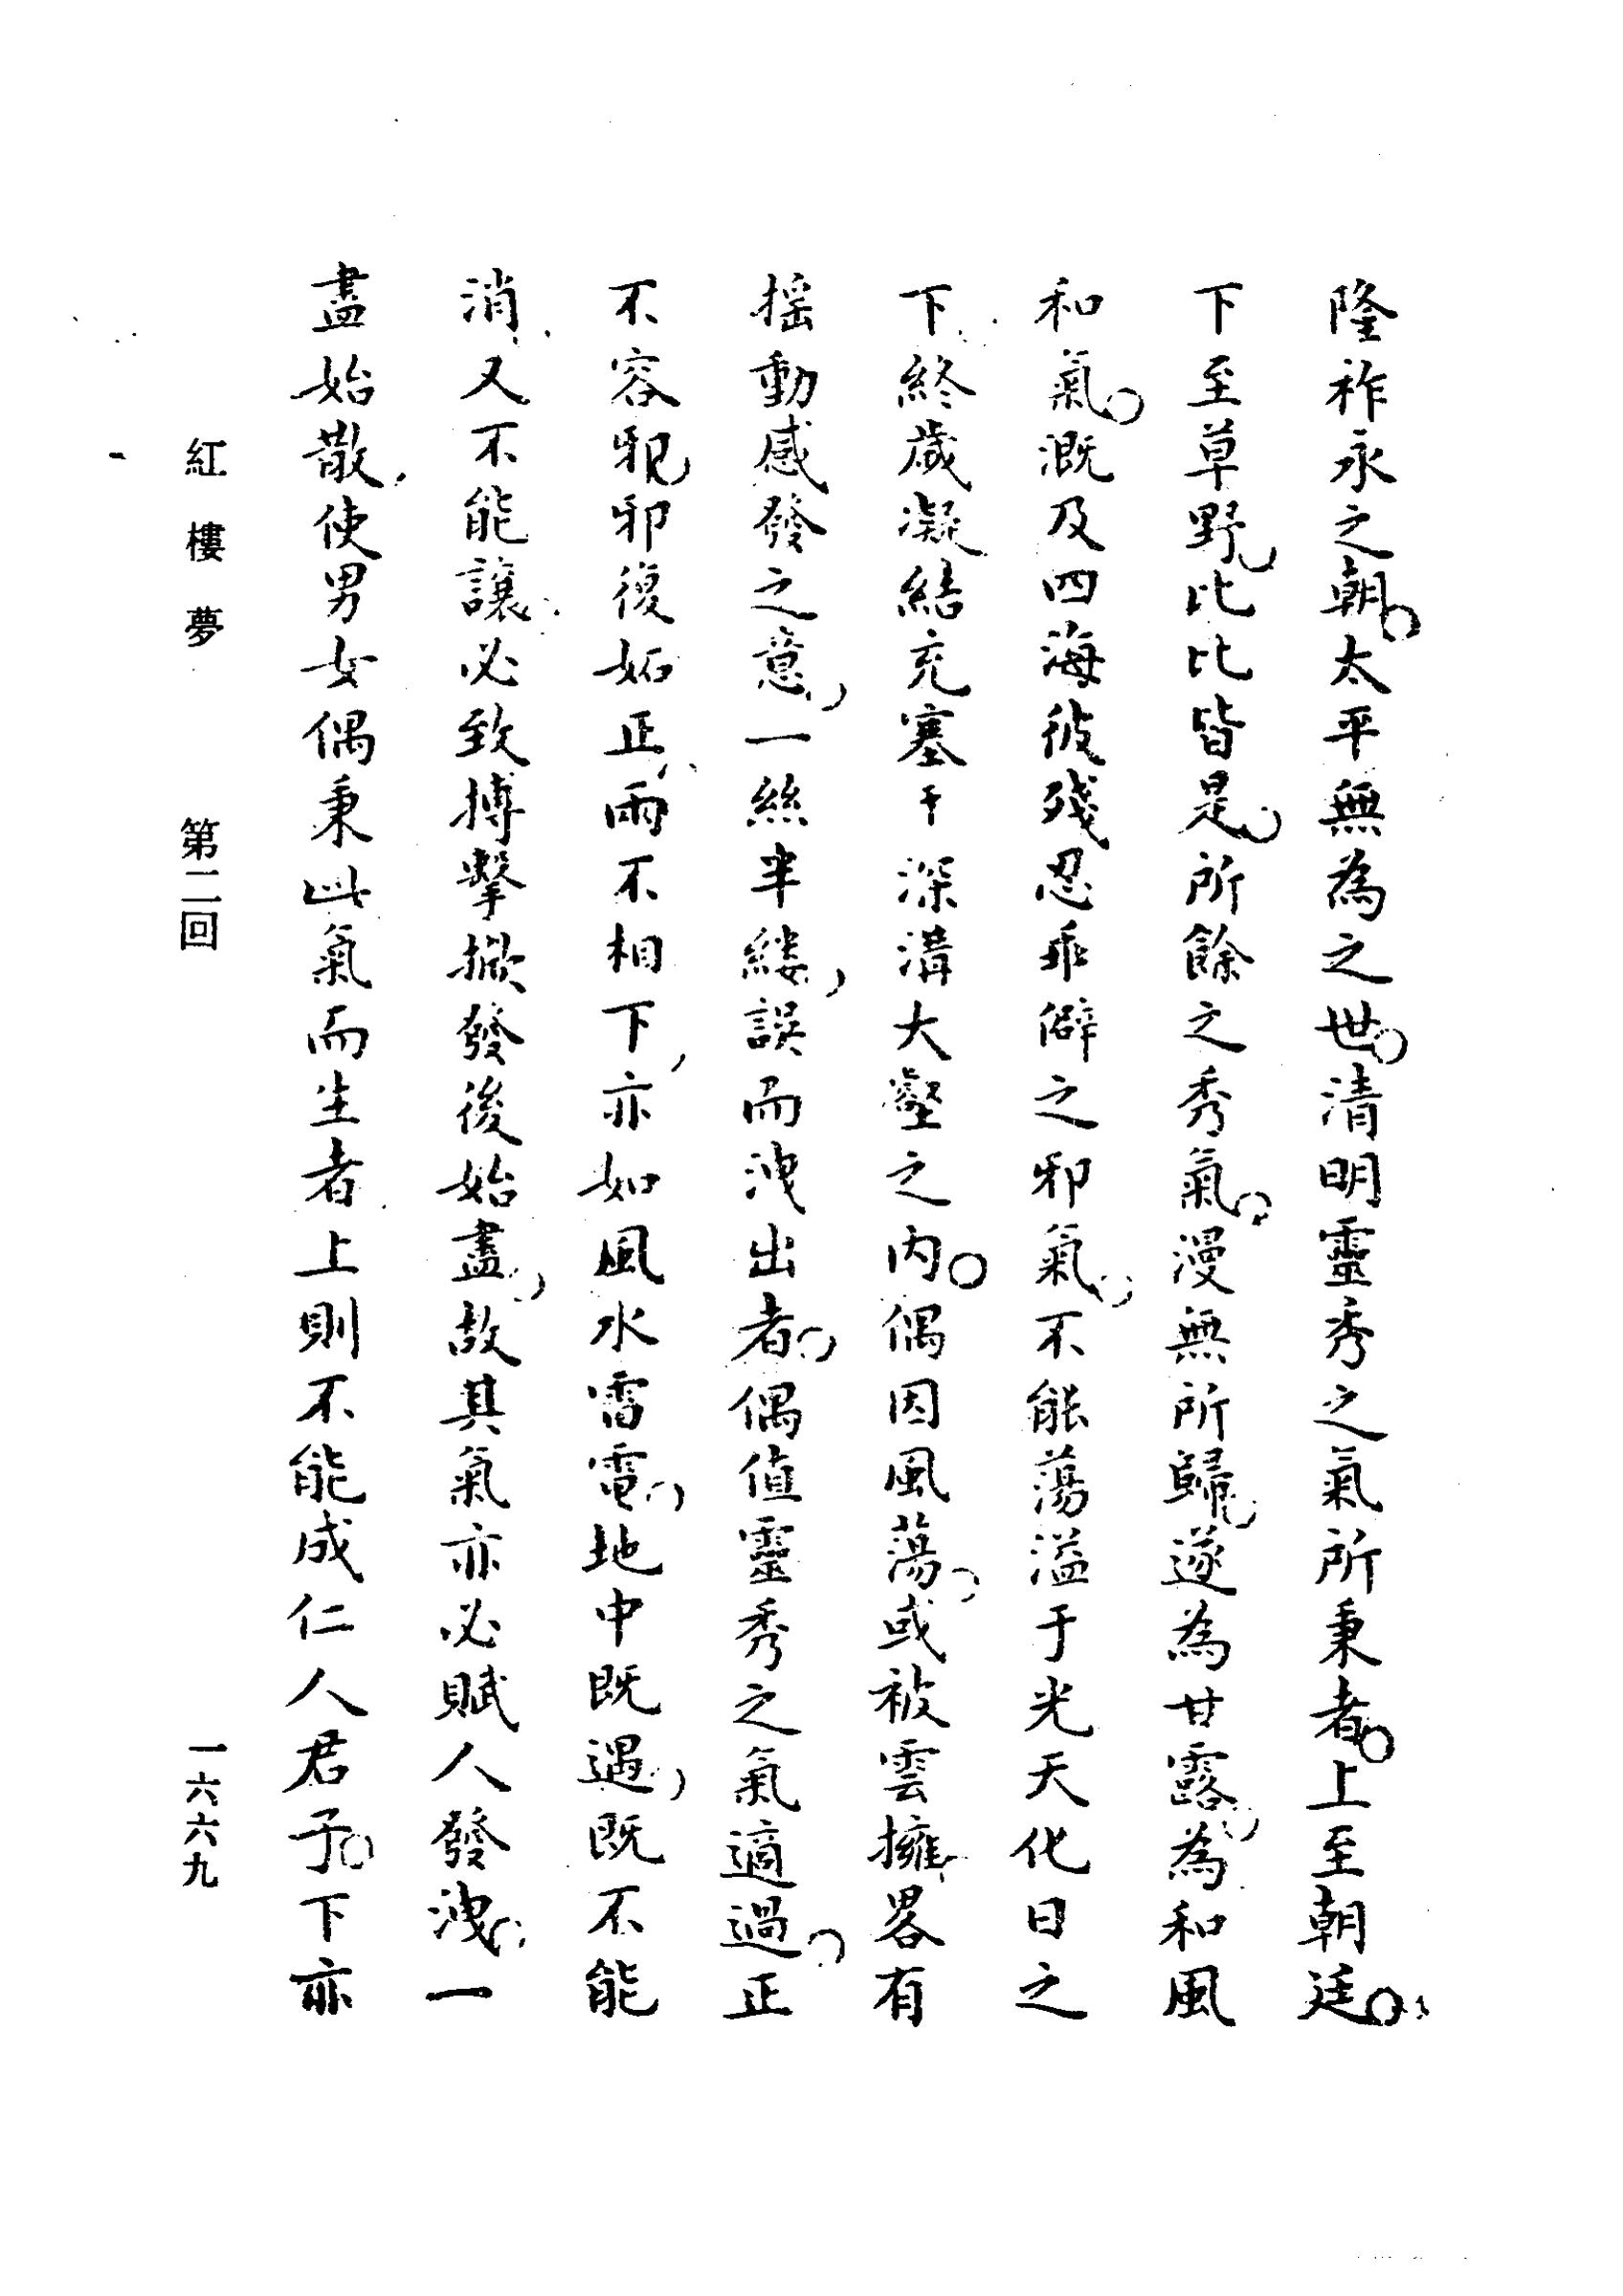 隆祚永之朝太平無為之世清明靈秀之氣所秉者上至朝廷
下至草野比比皆是所餘之秀氣漫無所歸遂為甘露為和風
和氣溉及四海彼殘忍乖僻之邪氣不能蕩溢于光天化日之
下終歲凝結充塞于深溝大壑之内偶因風蕩或被雲擁畧有
揺動感發之意一絲半縷誤而洩出者偶值靈秀之氣適過正
不容邪邪復妬正兩不相下亦如風水雷電地中既遇既不能
消又不能讓必致搏擊掀發後始盡故其氣亦必賦人發洩一
盡始散使男女偶秉此氣而生者上則不能成仁人君子下亦
紅樓夢 第二回 一六六九